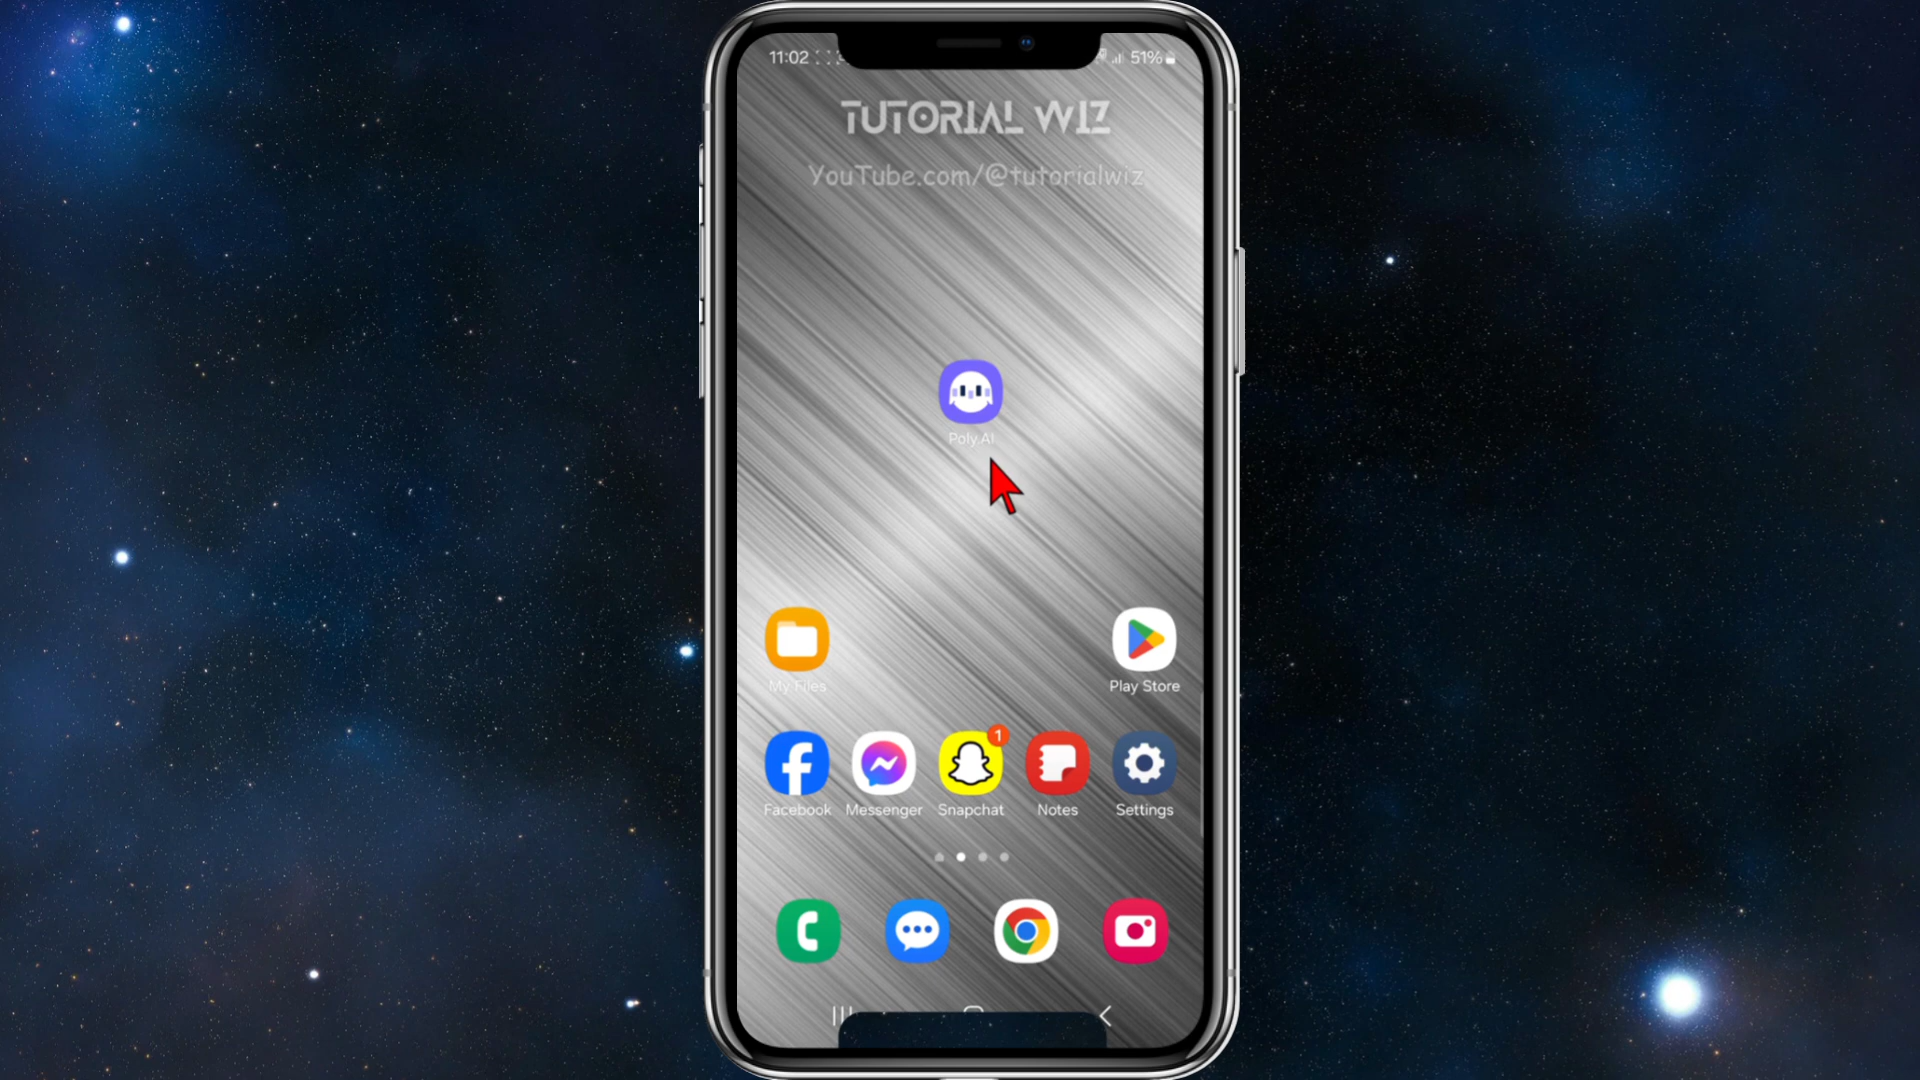 11:02
51%
TUTORIAL WIZ
YouTube.com/@tutorialwiz
Poly.AI
My Files
Play Store
1
Facebook Messenger Snapchat Notes Settings